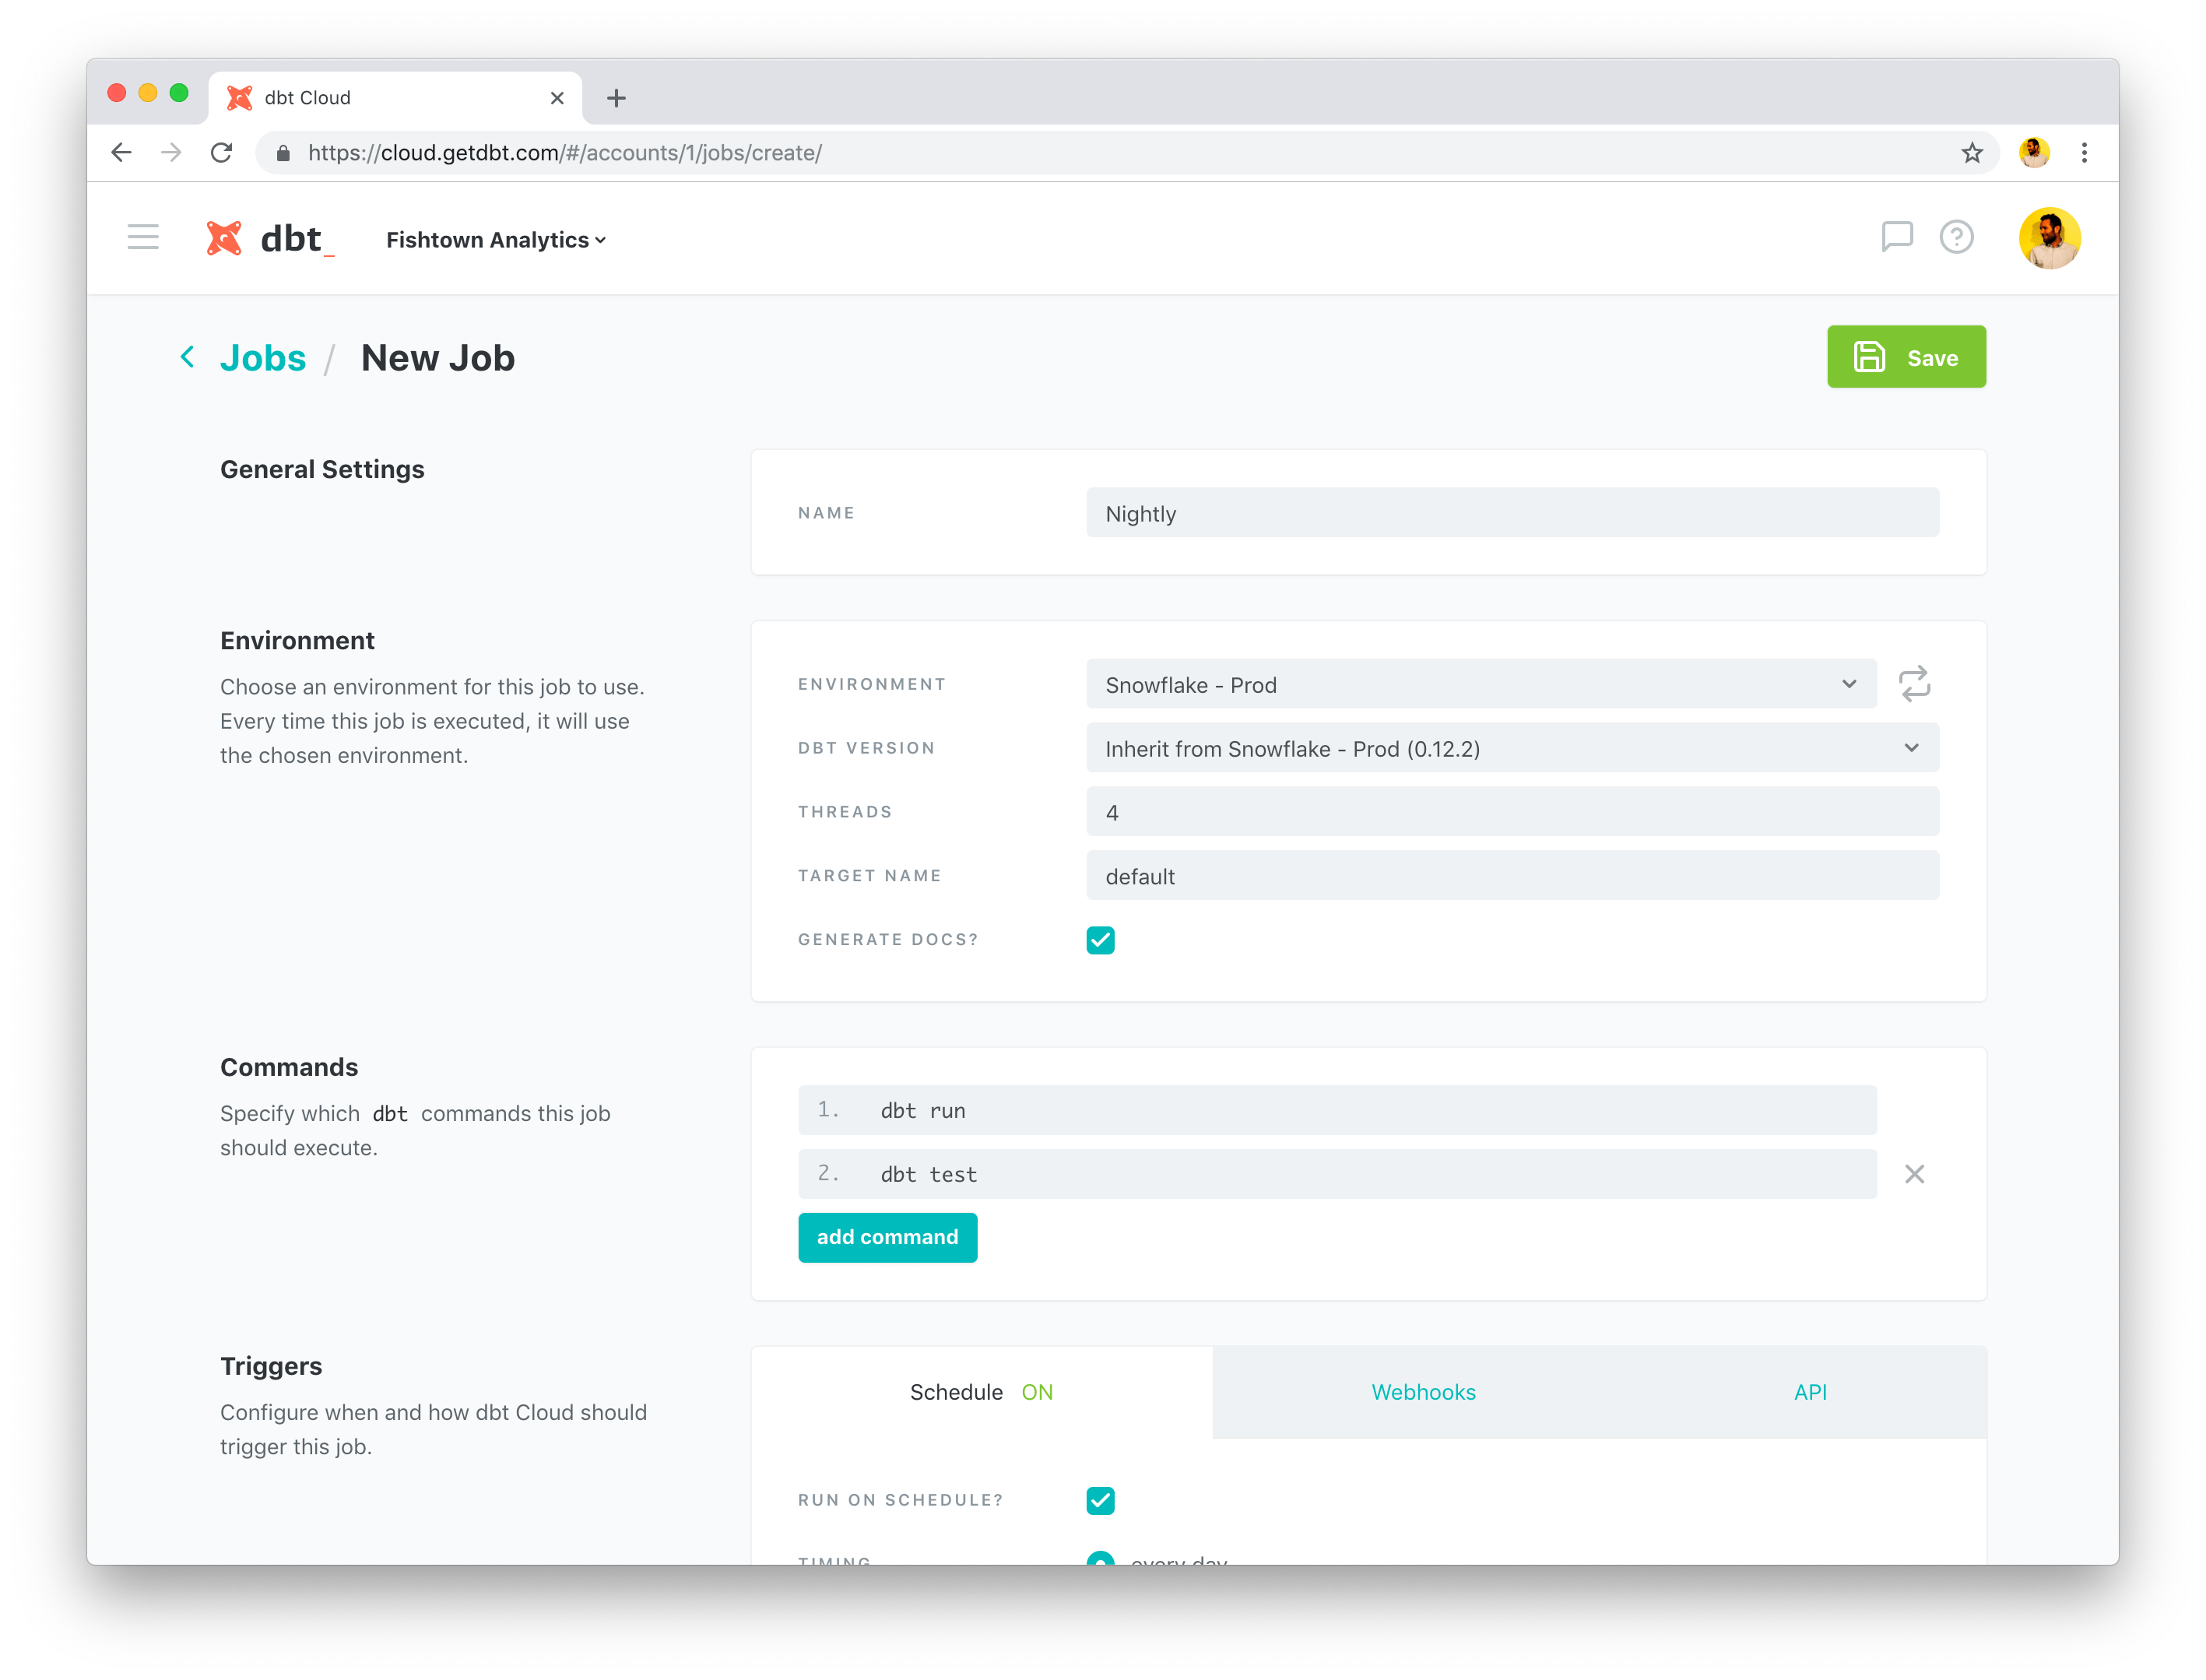 dbt Cloud
https://cloud.getdbt.com/#/accounts/1/jobs/create/
dbt_
Fishtown Analytics
Jobs / New Job
Save
General Settings
NAME
Nightly
Environment
Choose an environment for this job to use.
Every time this job is executed, it will use
the chosen environment.
ENVIRONMENT
Snowflake - Prod
DBT VERSION
Inherit from Snowflake - Prod (0.12.2)
THREADS
4
TARGET NAME
default
GENERATE DOCS?
Commands
Specify which dbt commands this job
should execute.
1. dbt run
2. dbt test
add command
Triggers
Configure when and how dbt Cloud should
trigger this job.
Schedule ON
Webhooks
API
RUN ON SCHEDULE?
TIMING
every day